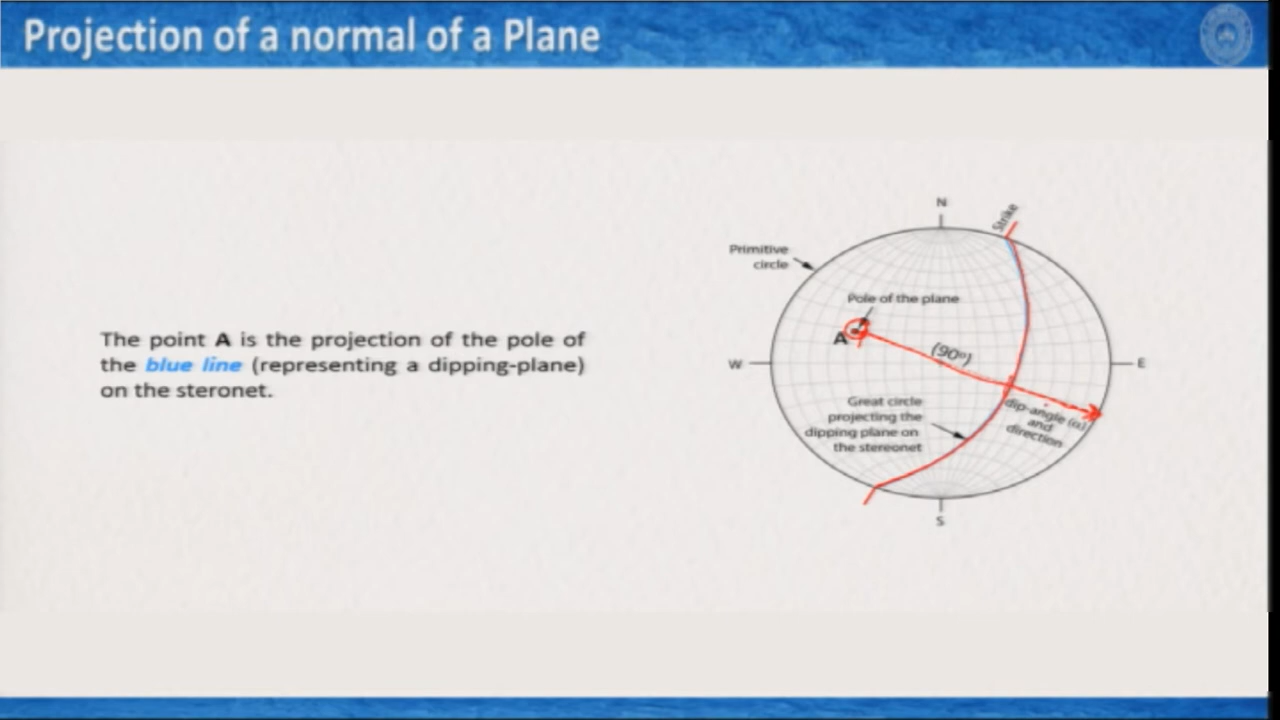 Projection of a normal of a Plane
The point A is the projection of the pole of
the blue line (representing a dipping-plane)
on the steronet.
N
Strike
Primitive
circle
Pole of the plane
A
(90º)
W
E
Great circle
projecting the
dipping plane on
the stereonet
dip-angle (α)
and
direction
S